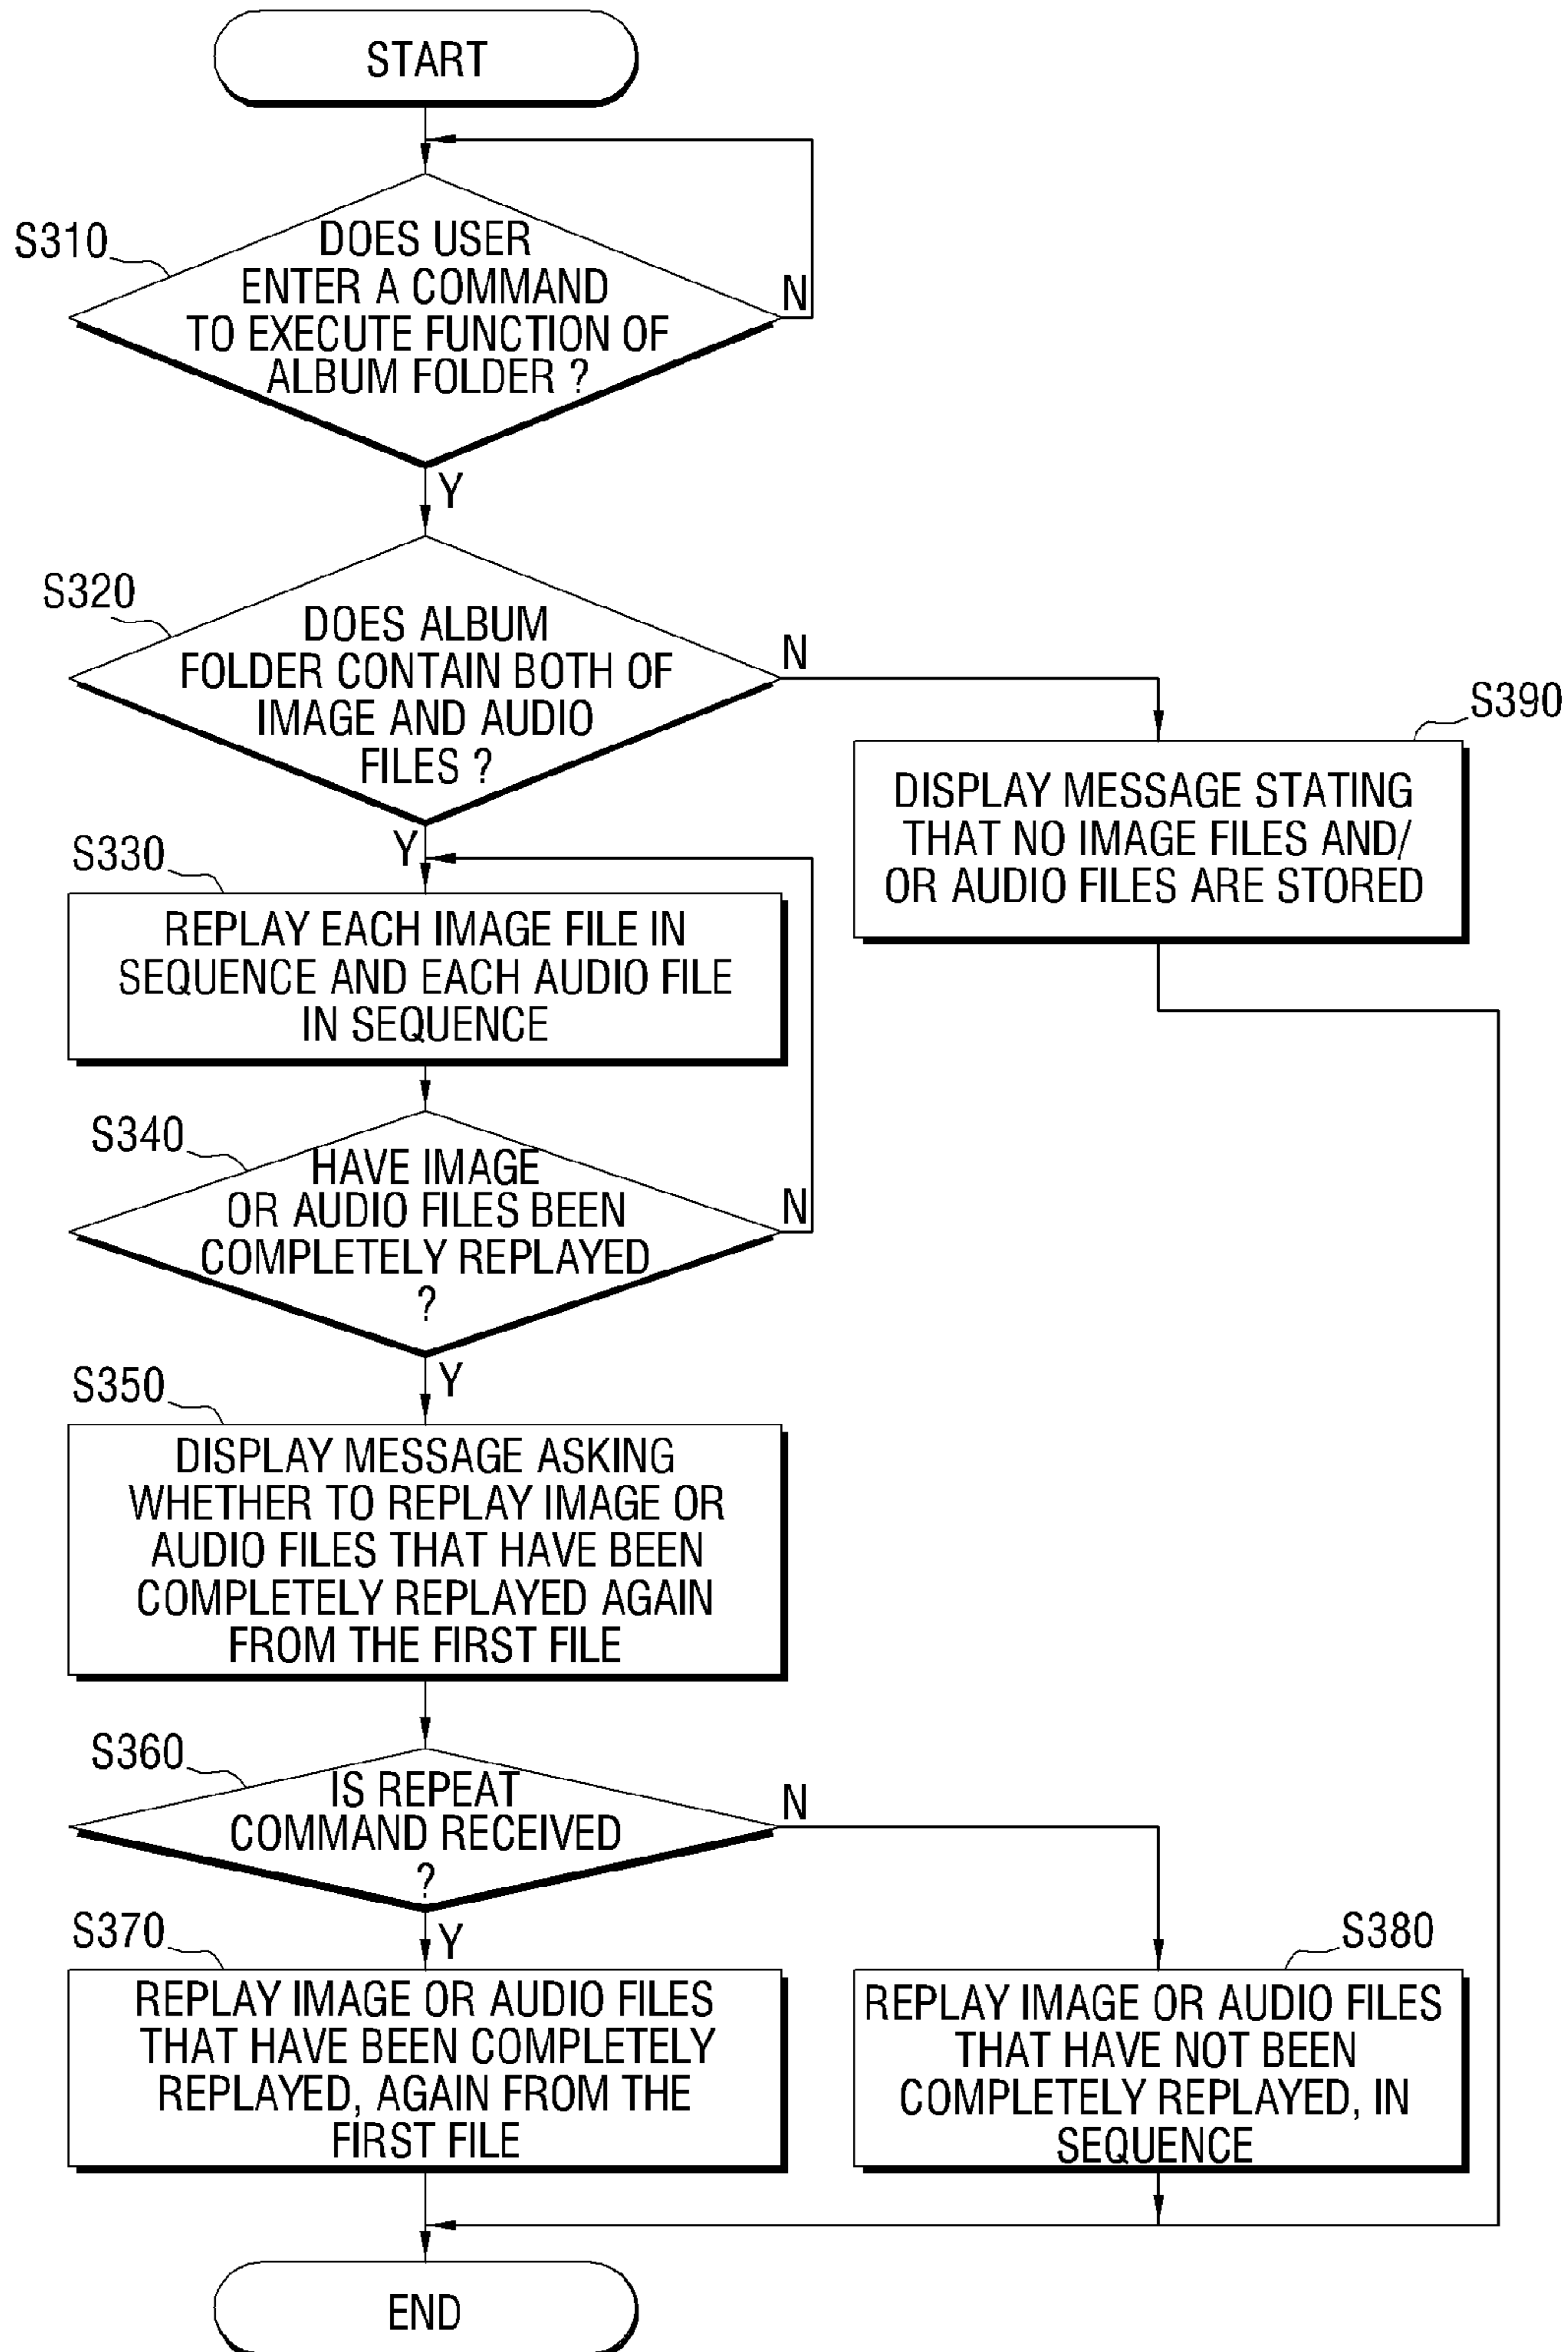 START
S310
DOES USER
ENTER A COMMAND
TO EXECUTE FUNCTION OF
ALBUM FOLDER ?
N
Y
S320
DOES ALBUM
FOLDER CONTAIN BOTH OF
IMAGE AND AUDIO
FILES ?
N
Y
S390
DISPLAY MESSAGE STATING
THAT NO IMAGE FILES AND/
OR AUDIO FILES ARE STORED
S330
REPLAY EACH IMAGE FILE IN
SEQUENCE AND EACH AUDIO FILE
IN SEQUENCE
S340
HAVE IMAGE
OR AUDIO FILES BEEN
COMPLETELY REPLAYED
?
N
Y
S350
DISPLAY MESSAGE ASKING
WHETHER TO REPLAY IMAGE OR
AUDIO FILES THAT HAVE BEEN
COMPLETELY REPLAYED AGAIN
FROM THE FIRST FILE
S360
IS REPEAT
COMMAND RECEIVED
?
N
Y
S370
REPLAY IMAGE OR AUDIO FILES
THAT HAVE BEEN COMPLETELY
REPLAYED, AGAIN FROM THE
FIRST FILE
S380
REPLAY IMAGE OR AUDIO FILES
THAT HAVE NOT BEEN
COMPLETELY REPLAYED, IN
SEQUENCE
END